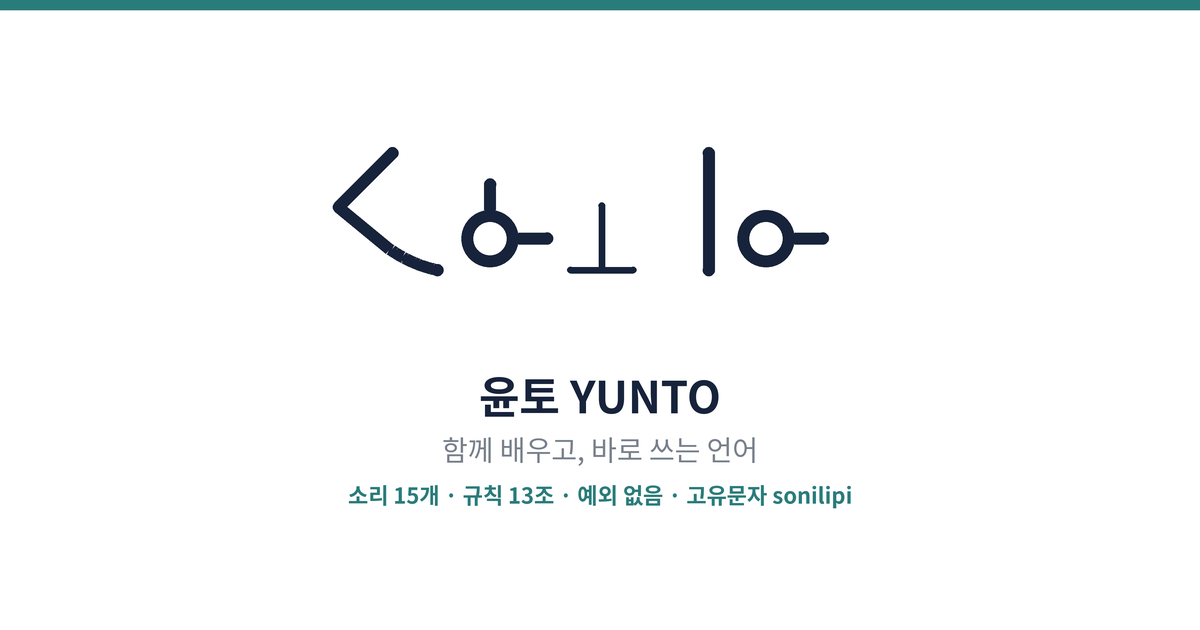 윤토 YUNTO
함께 배우고, 바로 쓰는 언어
소리 15개 · 규칙 13조 · 예외 없음 · 고유문자 sonilipi